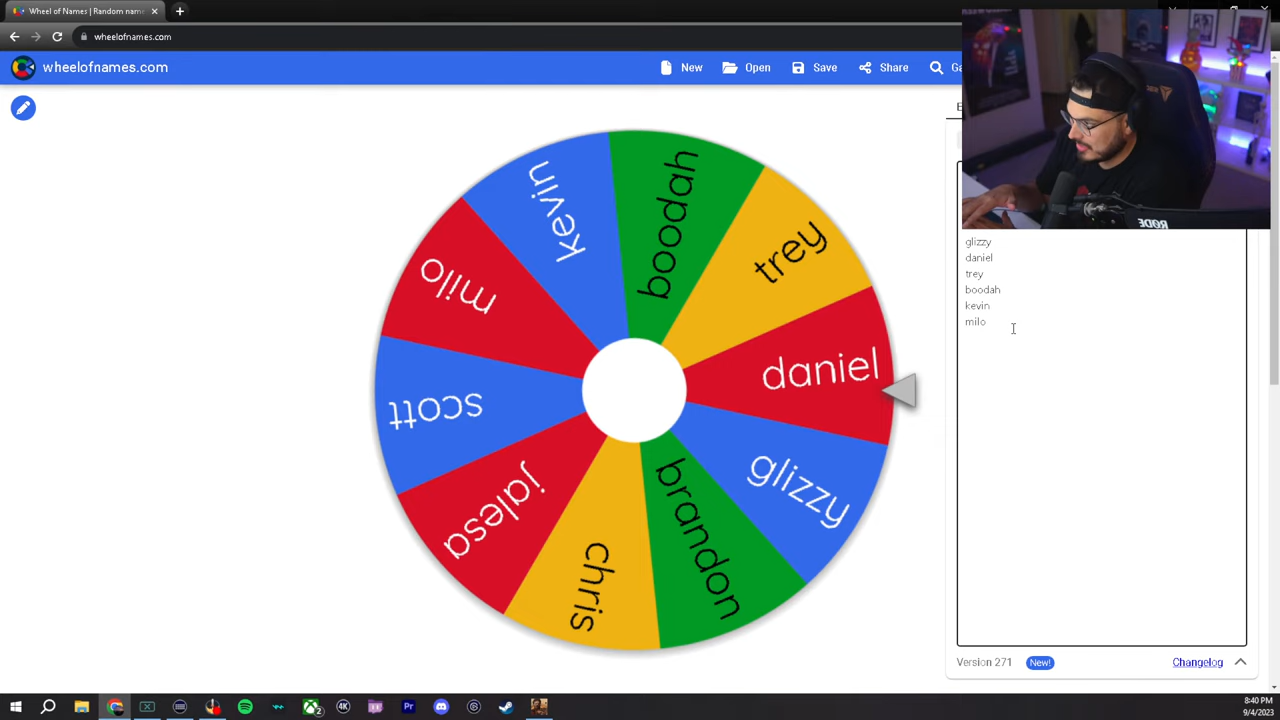 Wheel of Names | Random name
wheelofnames.com
wheelofnames.com
New
Open
Save
Share
kevin
boodah
trey
milo
daniel
scott
glizzy
jalesa
brandon
chris
glizzy
daniel
trey
boodah
kevin
milo
RØDE
Version 271
New!
Changelog
8:40 PM
9/4/2023